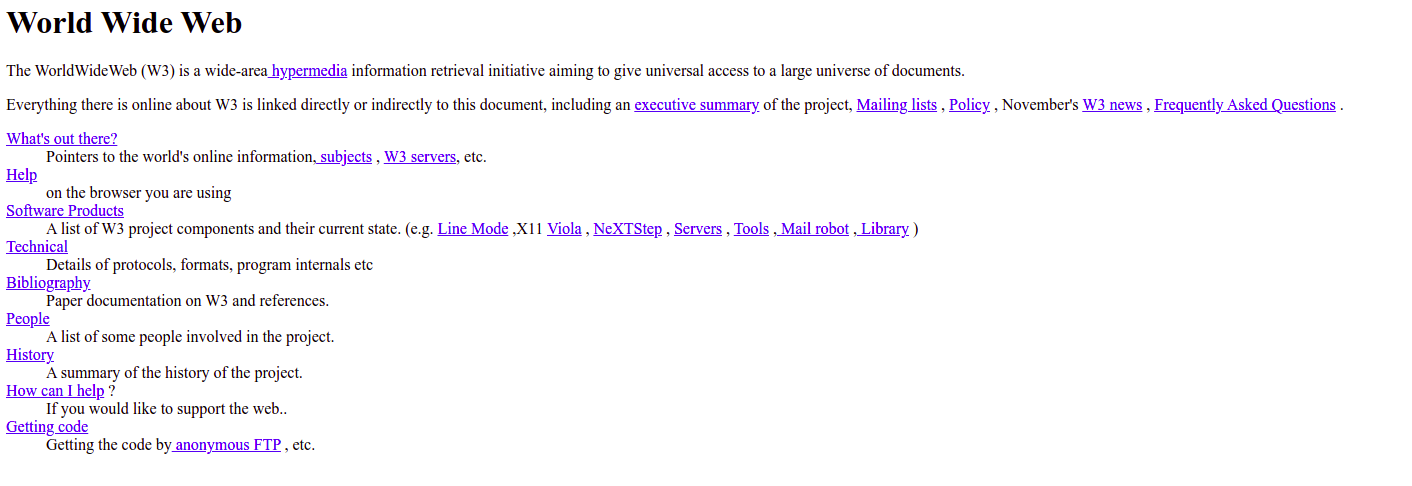 World Wide Web
The WorldWideWeb (W3) is a wide-area hypermedia information retrieval initiative aiming to give universal access to a large universe of documents.
Everything there is online about W3 is linked directly or indirectly to this document, including an executive summary of the project, Mailing lists , Policy , November's W3 news , Frequently Asked Questions .
What's out there?
Pointers to the world's online information, subjects , W3 servers, etc.
Help
on the browser you are using
Software Products
A list of W3 project components and their current state. (e.g. Line Mode ,X11 Viola , NeXTStep , Servers , Tools , Mail robot , Library )
Technical
Details of protocols, formats, program internals etc
Bibliography
Paper documentation on W3 and references.
People
A list of some people involved in the project.
History
A summary of the history of the project.
How can I help ?
If you would like to support the web..
Getting code
Getting the code by anonymous FTP , etc.